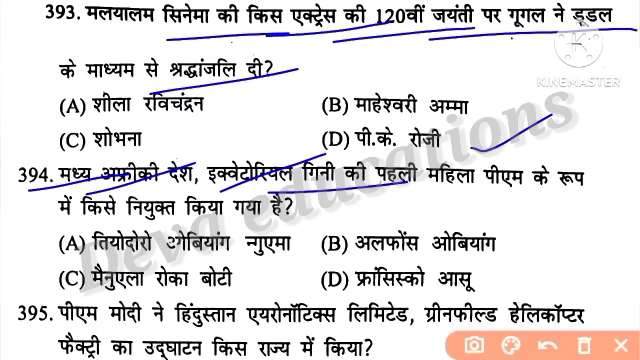 393. मलयालम सिनेमा की किस एक्ट्रेस की 120वीं जयंती पर गूगल ने डूडल
के माध्यम से श्रद्धांजलि दी?
(A) शीला रविचंद्रन (B) माहेश्वरी अम्मा
(C) शोभना (D) पी.के. रोजी
394. मध्य अफ्रीकी देश, इक्वेटोरियल गिनी की पहली महिला पीएम के रूप
में किसे नियुक्त किया गया है?
(A) तियोदोरो ओबियांग न्गुएमा (B) अलफोंस ओबियांग
(C) मैनुएला रोका बोटी (D) फ्रांसिस्को आसू
395. पीएम मोदी ने हिंदुस्तान एयरोनॉटिक्स लिमिटेड, ग्रीनफील्ड हेलिकॉप्टर
फैक्ट्री का उद्घाटन किस राज्य में किया?
Deva educations
KINEMASTER